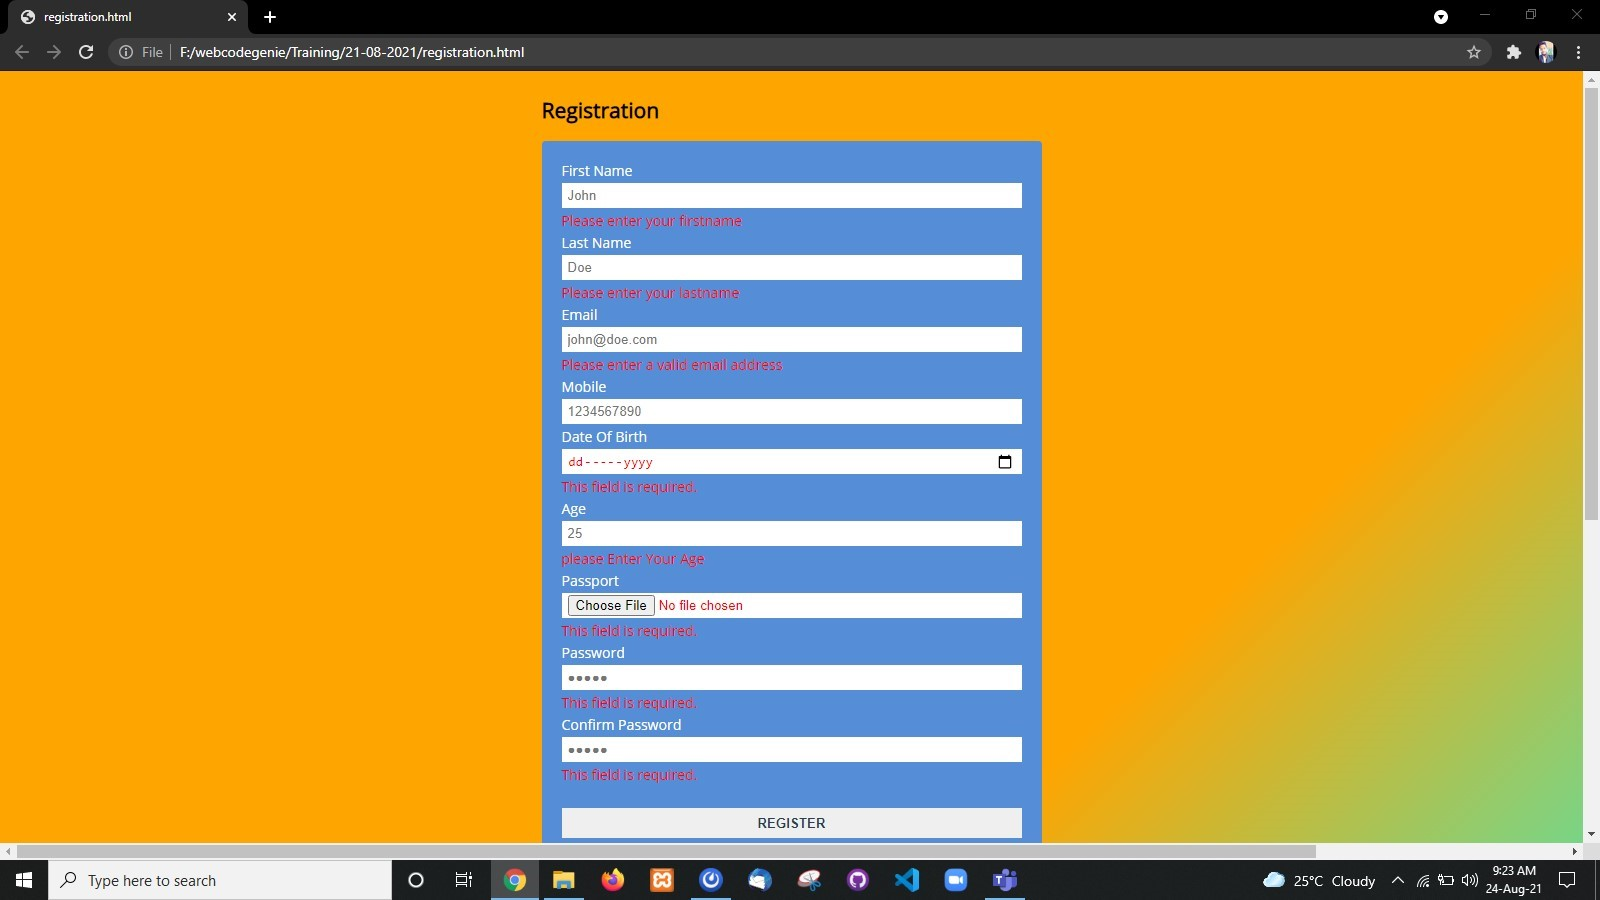 registration.html
File
F:/webcodegenie/Training/21-08-2021/registration.html
Registration
First Name
John
Please enter your firstname
Last Name
Doe
Please enter your lastname
Email
john@doe.com
Please enter a valid email address
Mobile
1234567890
Date Of Birth
dd-----yyyy
This field is required.
Age
25
please Enter Your Age
Passport
Choose File No file chosen
This field is required.
Password
•••••
This field is required.
Confirm Password
•••••
This field is required.
REGISTER
Type here to search
25°C Cloudy
9:23 AM
24-Aug-21